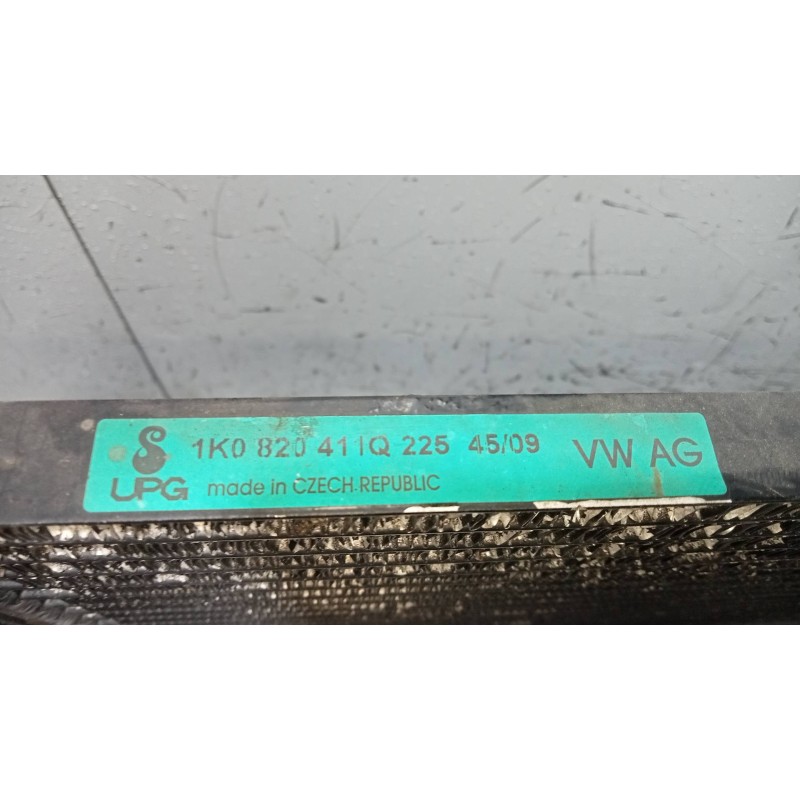 1K0 820 411Q 225 45/09 VW AG
UPG made in CZECH REPUBLIC